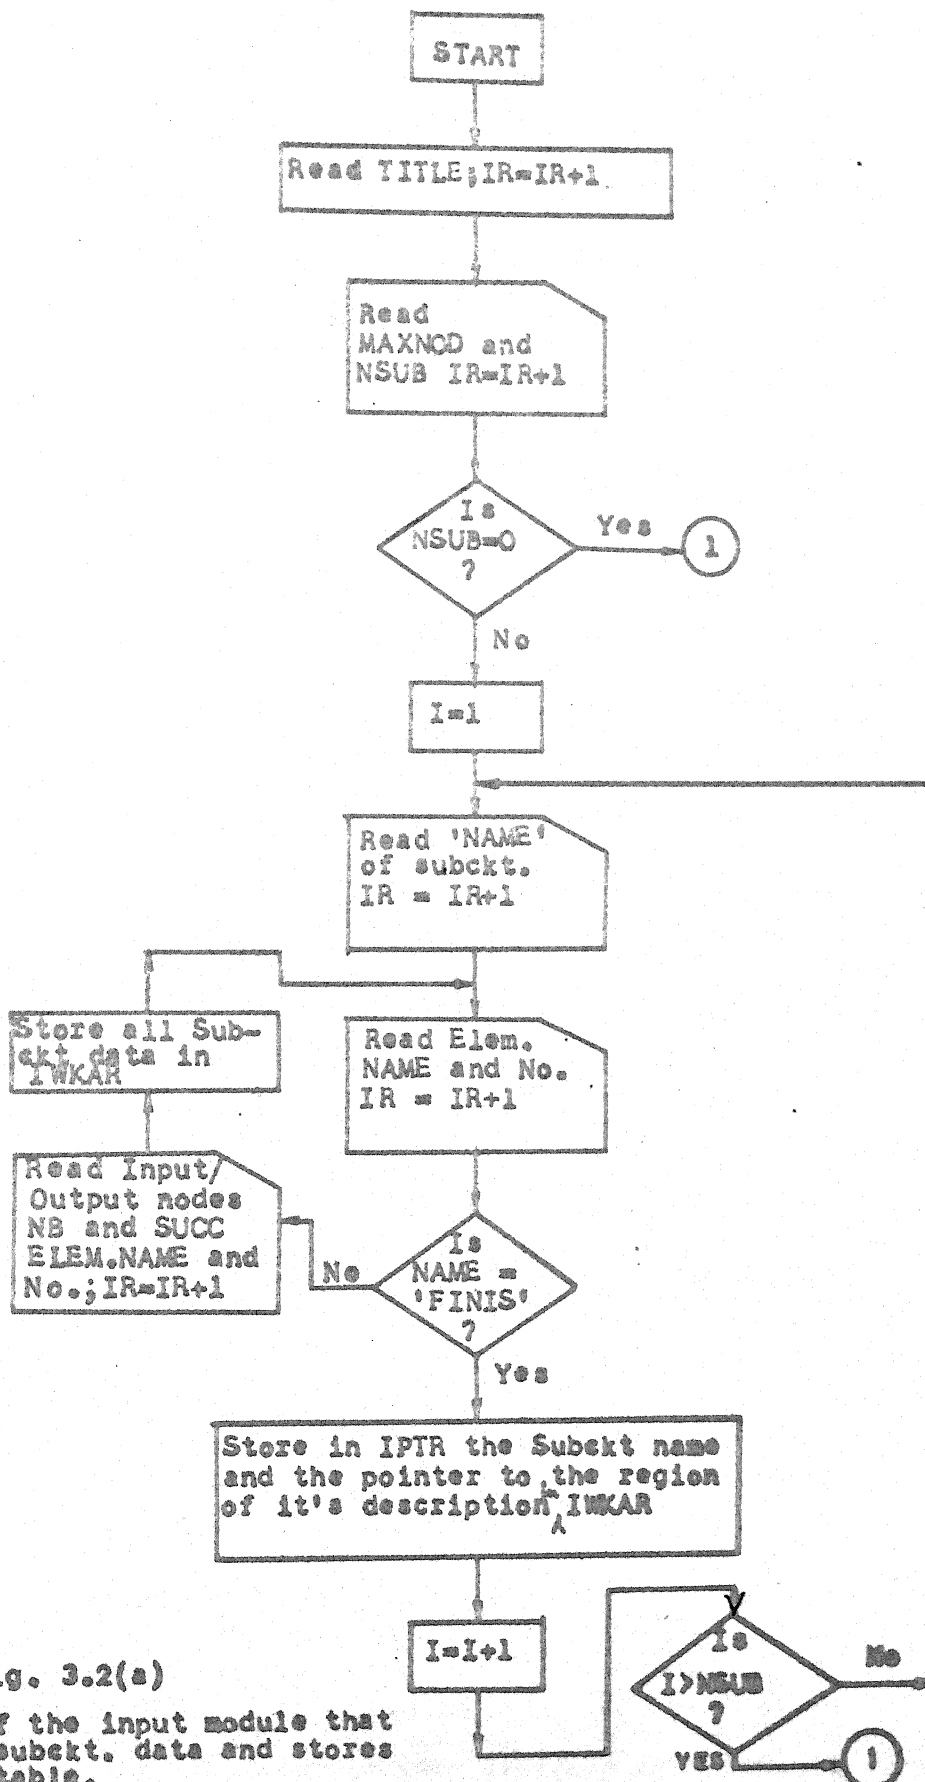 START
Read TITLE;IR=IR+1
Read
MAXNOD and
NSUB IR=IR+1
Is
NSUB=0
?
Yes
1
No
I=1
Read 'NAME'
of subckt.
IR = IR+1
Store all Sub-
ckt data in
IWKAR
Read Elem.
NAME and No.
IR = IR+1
Read Input/
Output nodes
NB and SUCC
ELEM.NAME and
No.;IR=IR+1
No
Is
NAME =
'FINIS'
?
Yes
Store in IPTR the Subckt name
and the pointer to the region
of it's description in IWKAR
I=I+1
Is
I>NSUB
?
No
YES
1
g. 3.2(a)
f the input module that
subckt. data and stores
table.